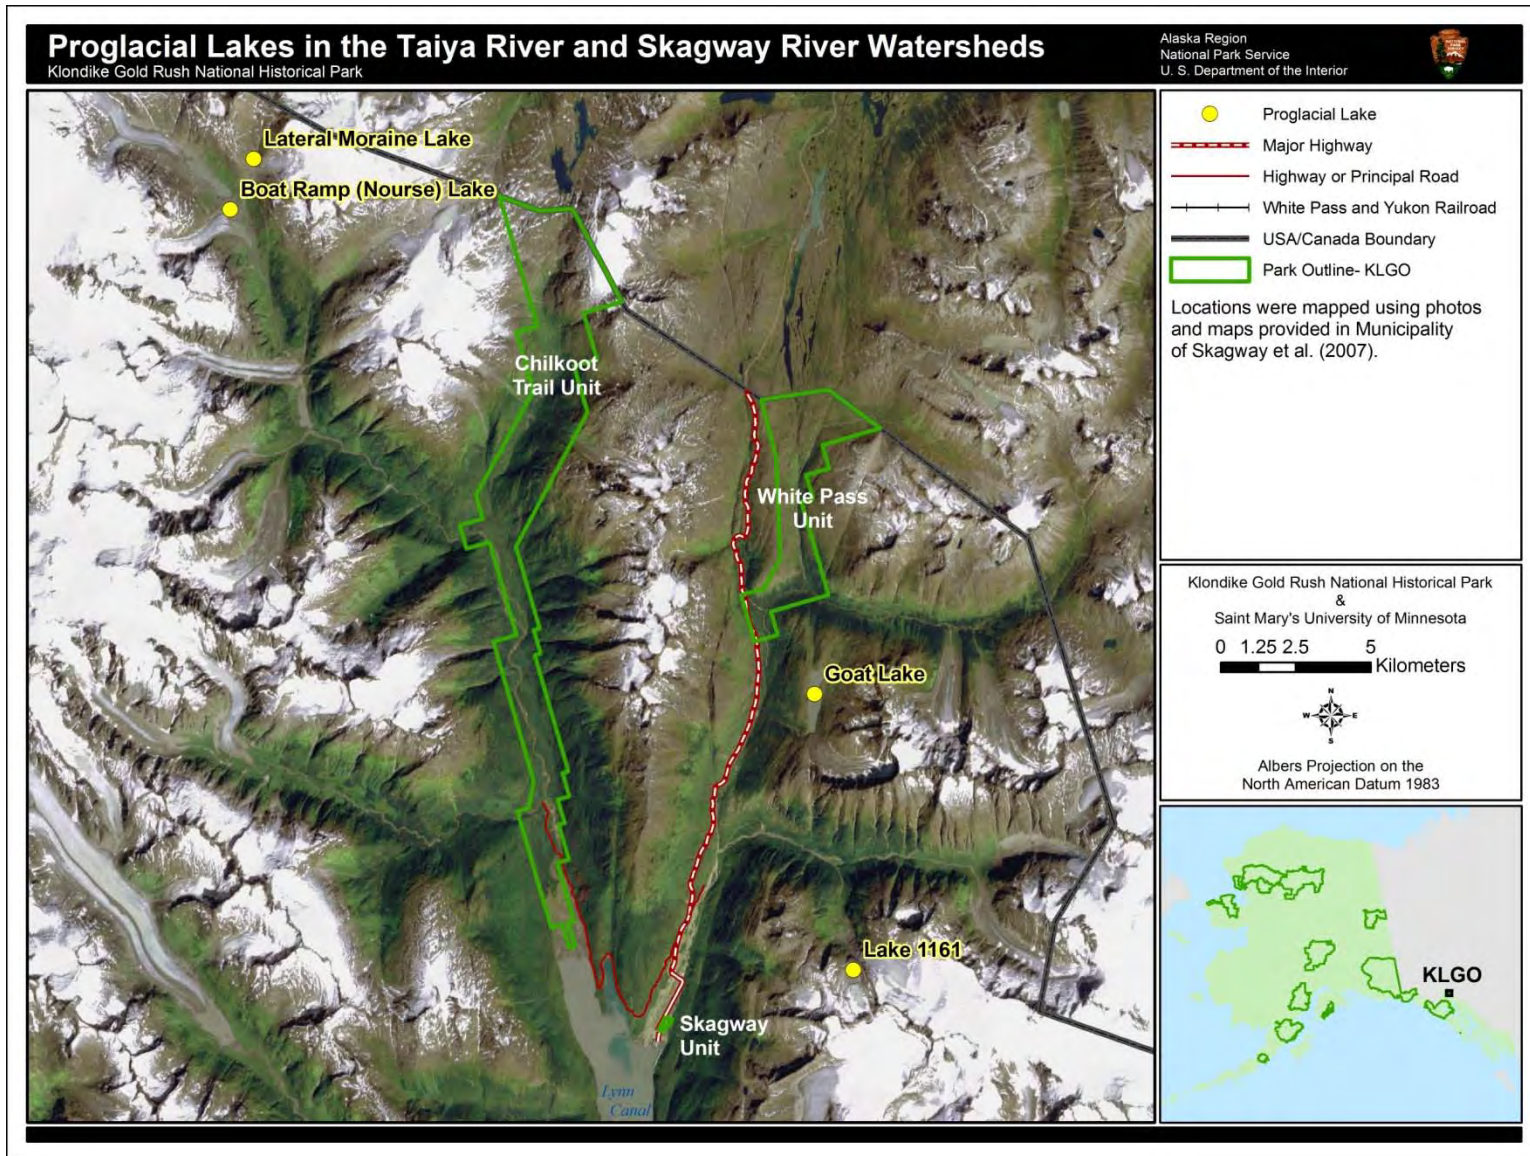 Proglacial Lakes in the Taiya River and Skagway River Watersheds
Klondike Gold Rush National Historical Park
Alaska Region
National Park Service
U. S. Department of the Interior
Lateral Moraine Lake
Boat Ramp (Nourse) Lake
Chilkoot
Trail Unit
White Pass
Unit
Goat Lake
Lake 1161
Skagway
Unit
Lynn
Canal
Proglacial Lake
Major Highway
Highway or Principal Road
White Pass and Yukon Railroad
USA/Canada Boundary
Park Outline- KLGO
Locations were mapped using photos
and maps provided in Municipality
of Skagway et al. (2007).
Klondike Gold Rush National Historical Park
&
Saint Mary's University of Minnesota
0 1.25 2.5 5
Kilometers
N
W E
S
Albers Projection on the
North American Datum 1983
KLGO